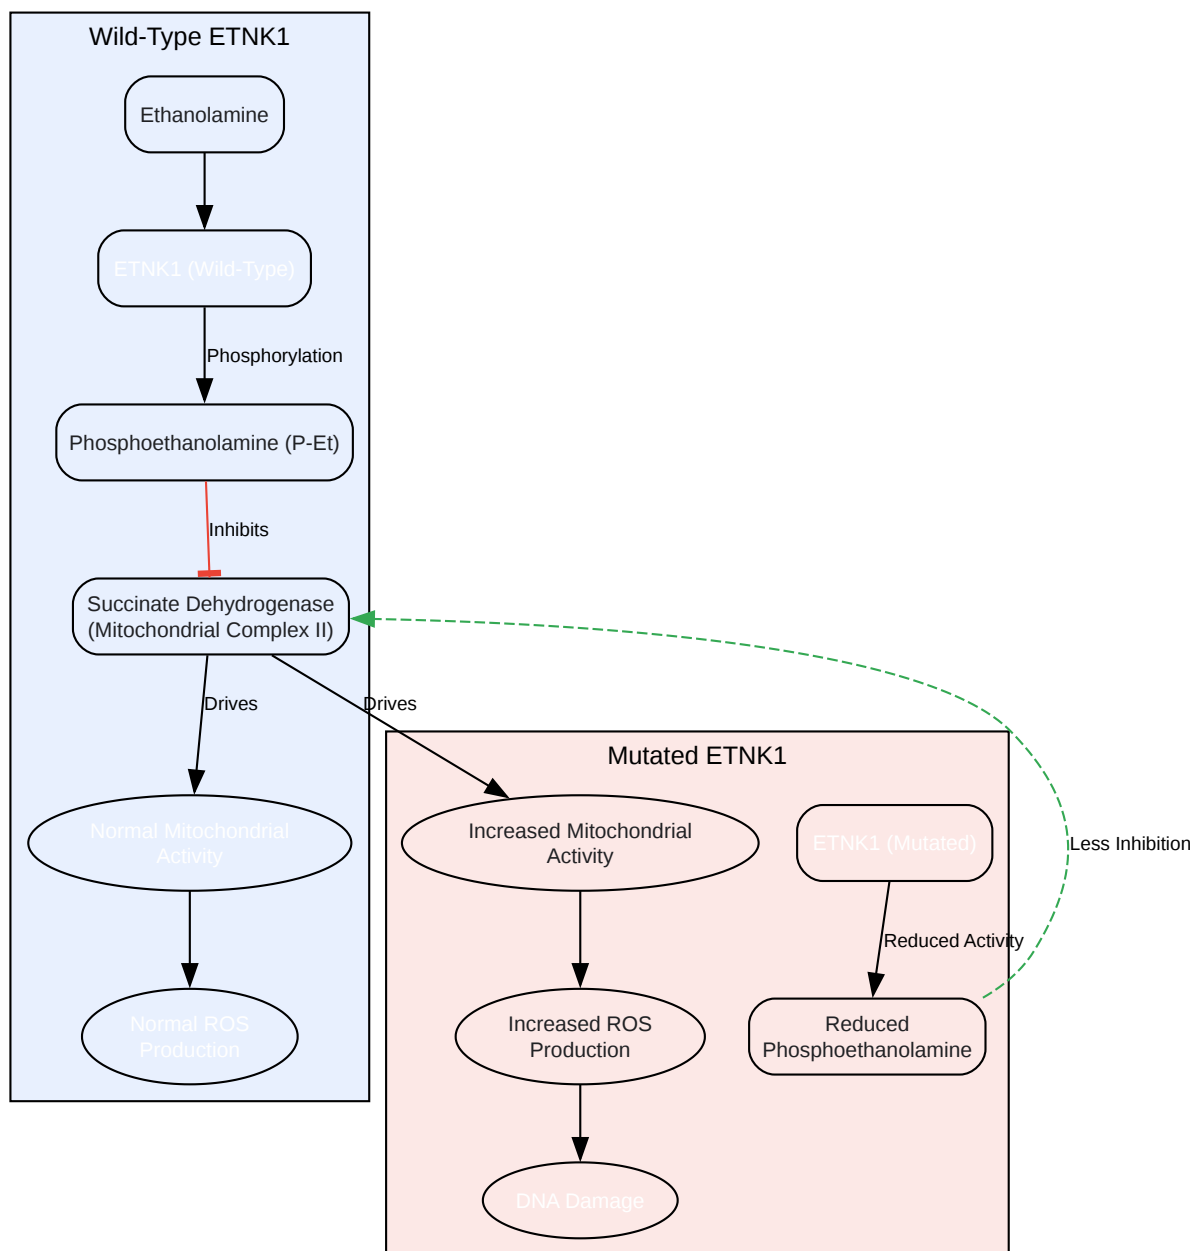 Wild-Type ETNK1
Ethanolamine
ETNK1 (Wild-Type)
Phosphorylation
Phosphoethanolamine (P-Et)
Inhibits
Succinate Dehydrogenase
(Mitochondrial Complex II)
Drives
Drives
Normal Mitochondrial
Activity
Normal ROS
Production
Mutated ETNK1
Increased Mitochondrial
Activity
ETNK1 (Mutated)
Less Inhibition
Reduced Activity
Increased ROS
Production
Reduced
Phosphoethanolamine
DNA Damage